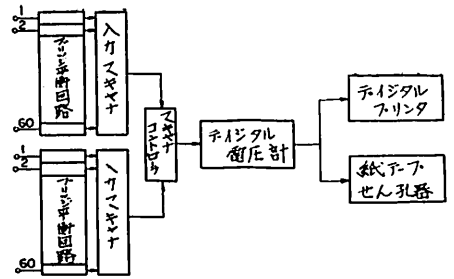 1
2
60
ブリッジ平衡回路
入力スキャナ
1
2
60
ブリッジ平衡回路
入力スキャナ
スキャナ
コントローラ
ディジタル
電圧計
ディジタル
プリンタ
紙テープ
せん孔器